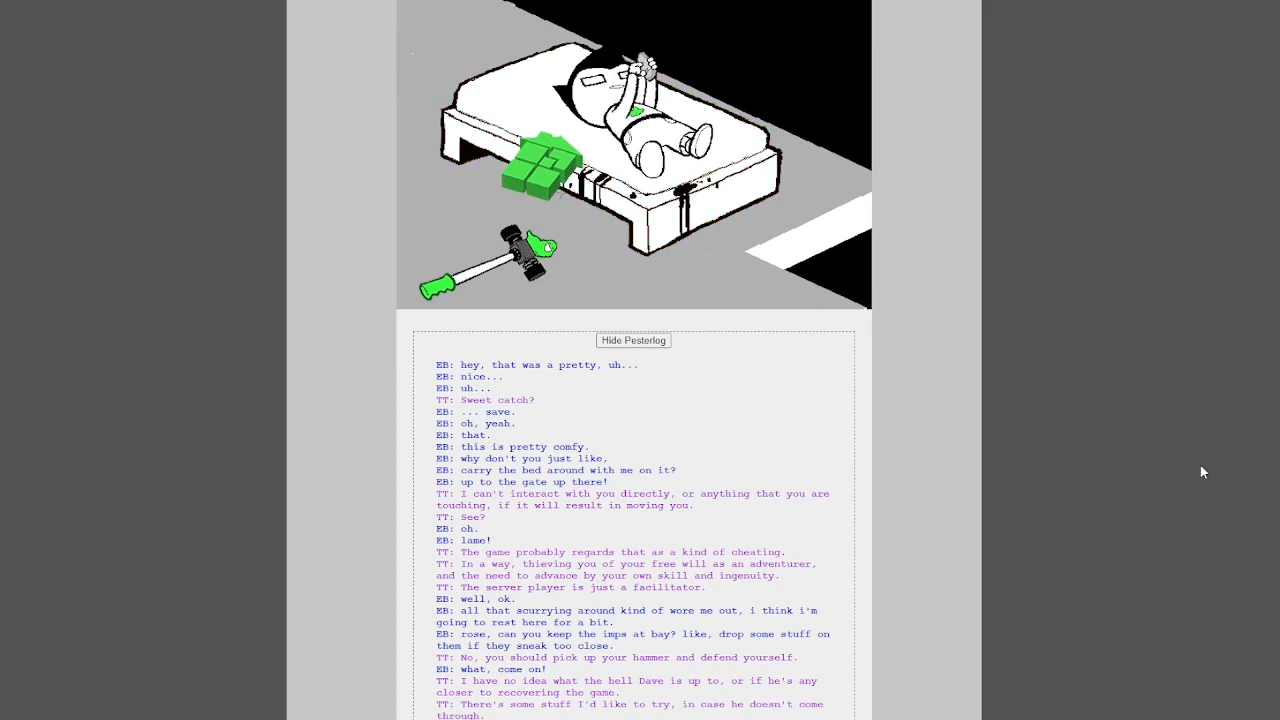 Hide Pesterlog
EB: hey, that was a pretty, uh...
EB: nice...
EB: uh...
TT: Sweet catch?
EB: ... save.
EB: oh, yeah.
EB: that.
EB: this is pretty comfy.
EB: why don't you just like,
EB: carry the bed around with me on it?
EB: up to the gate up there!
TT: I can't interact with you directly, or anything that you are
touching, if it will result in moving you.
TT: See?
EB: oh.
EB: lame!
TT: The game probably regards that as a kind of cheating.
TT: In a way, thieving you of your free will as an adventurer,
and the need to advance by your own skill and ingenuity.
TT: The server player is just a facilitator.
EB: well, ok.
EB: all that scurrying around kind of wore me out, i think i'm
going to rest here for a bit.
EB: rose, can you keep the imps at bay? like, drop some stuff on
them if they sneak too close.
TT: No, you should pick up your hammer and defend yourself.
EB: what, come on!
TT: I have no idea what the hell Dave is up to, or if he's any
closer to recovering the game.
TT: There's some stuff I'd like to try, in case he doesn't come
through.